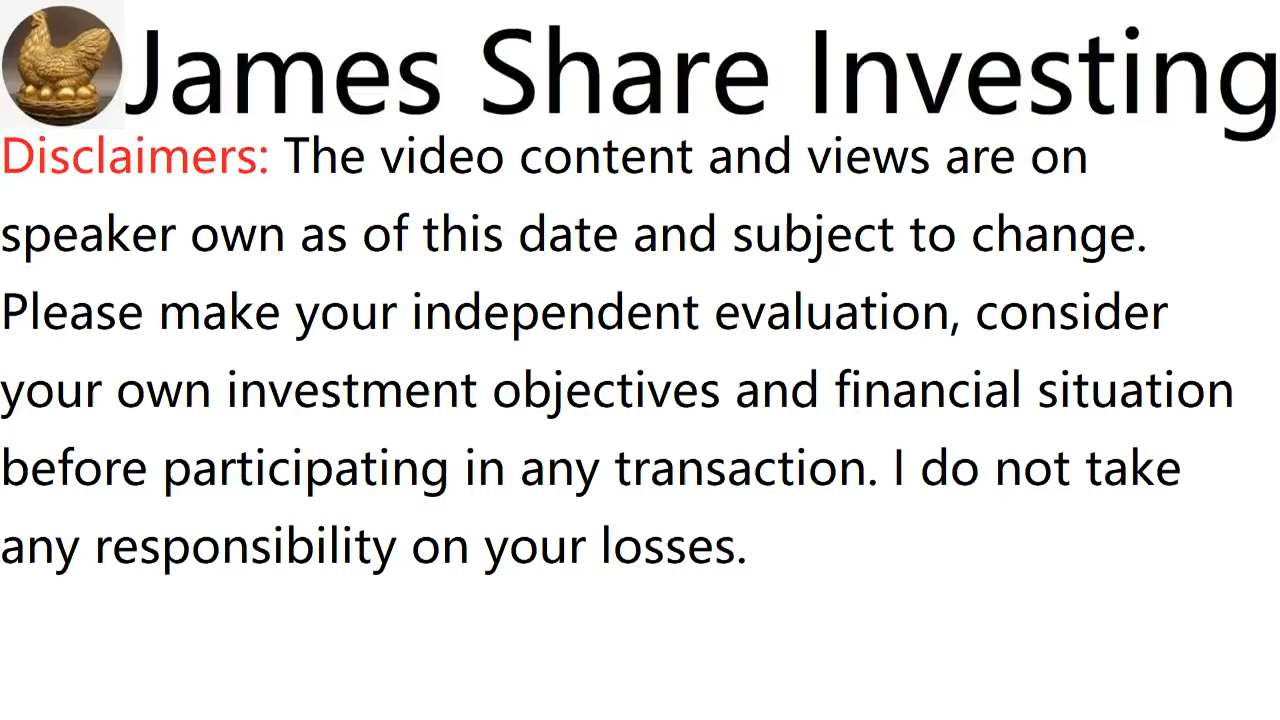 James Share Investing
Disclaimers: The video content and views are on
speaker own as of this date and subject to change.
Please make your independent evaluation, consider
your own investment objectives and financial situation
before participating in any transaction. I do not take
any responsibility on your losses.